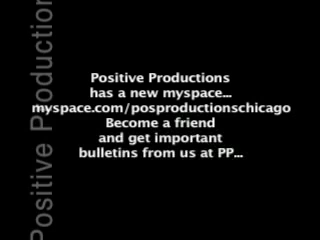 Positive Productions
has a new myspace...
myspace.com/posproductionschicago
Become a friend
and get important
bulletins from us at PP...
Positive Production